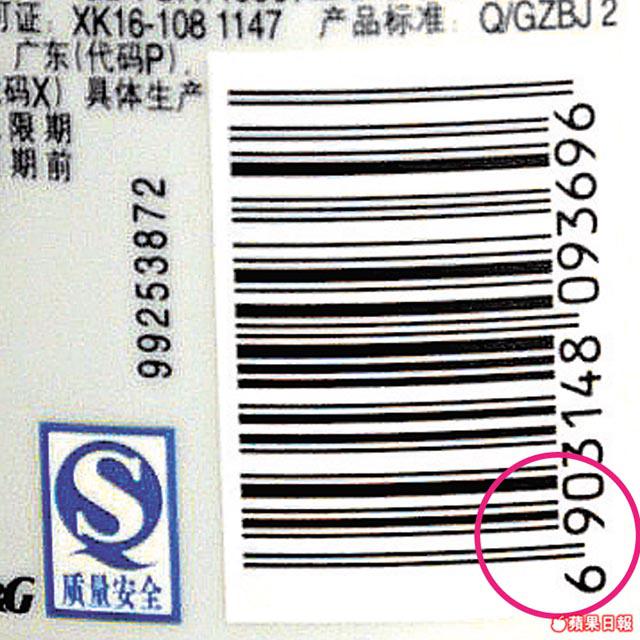 可证: XK16-108 1147 产品标准: Q/GZBJ 2
广东(代码P)
码X) 具体生产
限期
期前
99253872
6 903148 093696
S
质量安全
G
蘋果日報